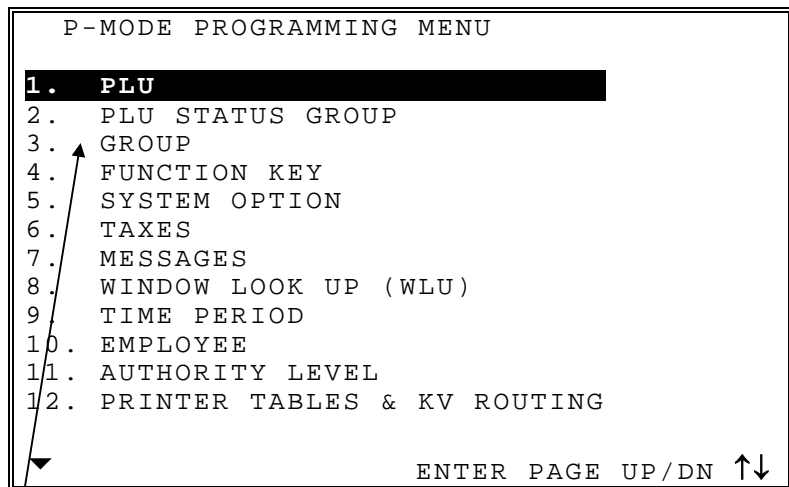 P-MODE PROGRAMMING MENU
1. PLU
2. PLU STATUS GROUP
3. GROUP
4. FUNCTION KEY
5. SYSTEM OPTION
6. TAXES
7. MESSAGES
8. WINDOW LOOK UP (WLU)
9. TIME PERIOD
10. EMPLOYEE
11. AUTHORITY LEVEL
12. PRINTER TABLES & KV ROUTING
ENTER PAGE UP/DN ↑↓